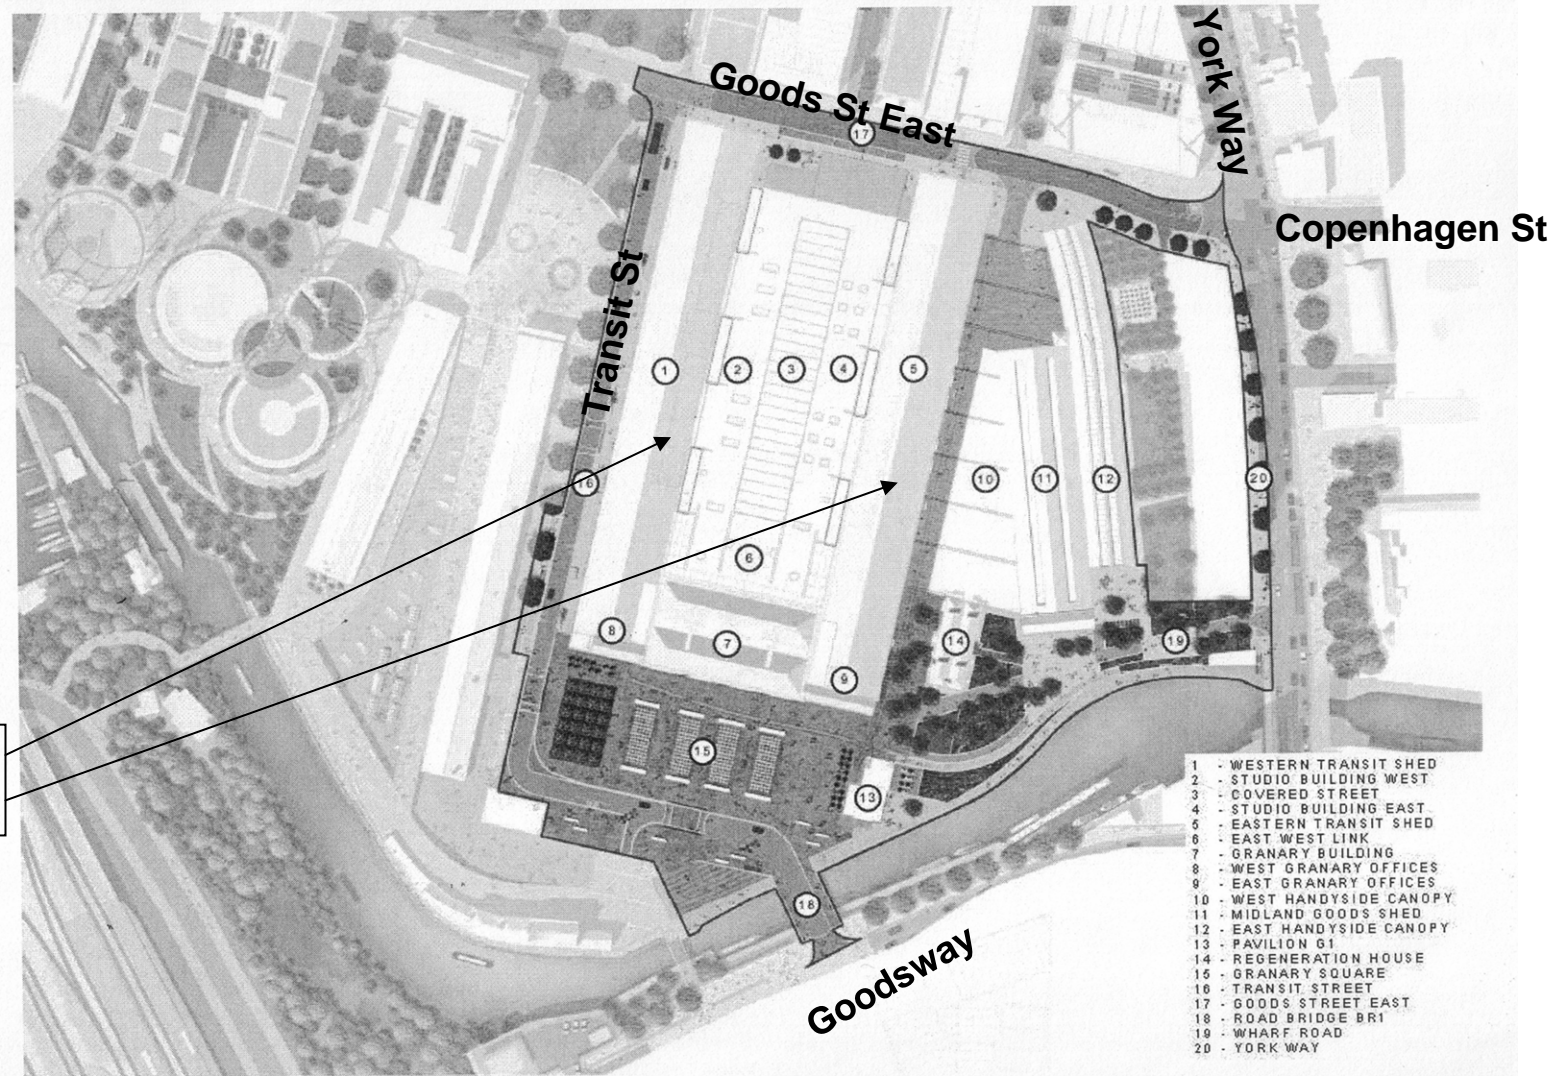 York Way
Goods St East
17
Copenhagen St
Transit St
1
2
3
4
5
16
10
11
12
20
6
8
7
14
19
9
15
13
18
Goodsway
1 - WESTERN TRANSIT SHED
2 - STUDIO BUILDING WEST
3 - COVERED STREET
4 - STUDIO BUILDING EAST
5 - EASTERN TRANSIT SHED
6 - EAST WEST LINK
7 - GRANARY BUILDING
8 - WEST GRANARY OFFICES
9 - EAST GRANARY OFFICES
10 - WEST HANDYSIDE CANOPY
11 - MIDLAND GOODS SHED
12 - EAST HANDYSIDE CANOPY
13 - PAVILION G1
14 - REGENERATION HOUSE
15 - GRANARY SQUARE
16 - TRANSIT STREET
17 - GOODS STREET EAST
18 - ROAD BRIDGE BR1
19 - WHARF ROAD
20 - YORK WAY